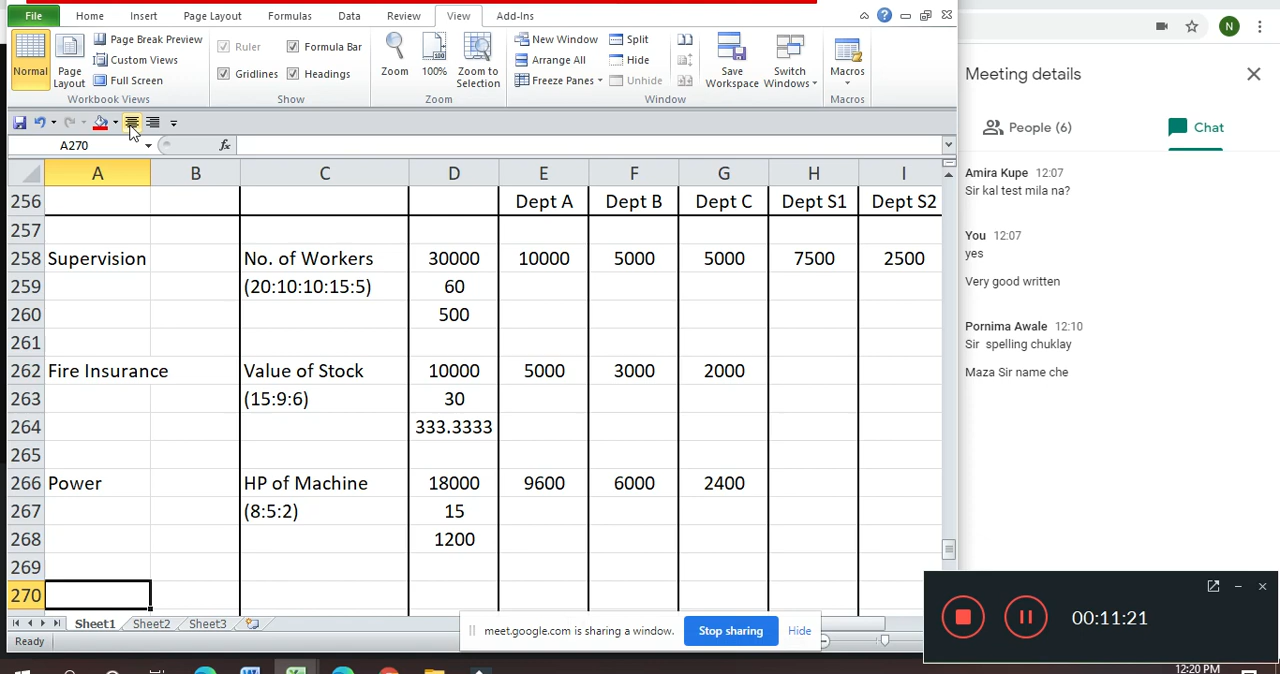 File Home Insert Page Layout Formulas Data Review View Add-Ins
Normal
Page Layout
Page Break Preview
Custom Views
Full Screen
Workbook Views
Ruler
Formula Bar
Gridlines
Headings
Show
Zoom
100%
Zoom to Selection
Zoom
New Window
Arrange All
Freeze Panes
Split
Hide
Unhide
Save Workspace
Switch Windows
Window
Macros
Macros
A270
fx
A B C D E F G H I
256 Dept A Dept B Dept C Dept S1 Dept S2
257
258 Supervision No. of Workers 30000 10000 5000 5000 7500 2500
259 (20:10:10:15:5) 60
260 500
261
262 Fire Insurance Value of Stock 10000 5000 3000 2000
263 (15:9:6) 30
264 333.3333
265
266 Power HP of Machine 18000 9600 6000 2400
267 (8:5:2) 15
268 1200
269
270
Sheet1 Sheet2 Sheet3
Ready
meet.google.com is sharing a window. Stop sharing Hide
N
Meeting details
People (6)
Chat
Amira Kupe 12:07
Sir kal test mila na?
You 12:07
yes
Very good written
Pornima Awale 12:10
Sir spelling chuklay
Maza Sir name che
00:11:21
12:20 PM